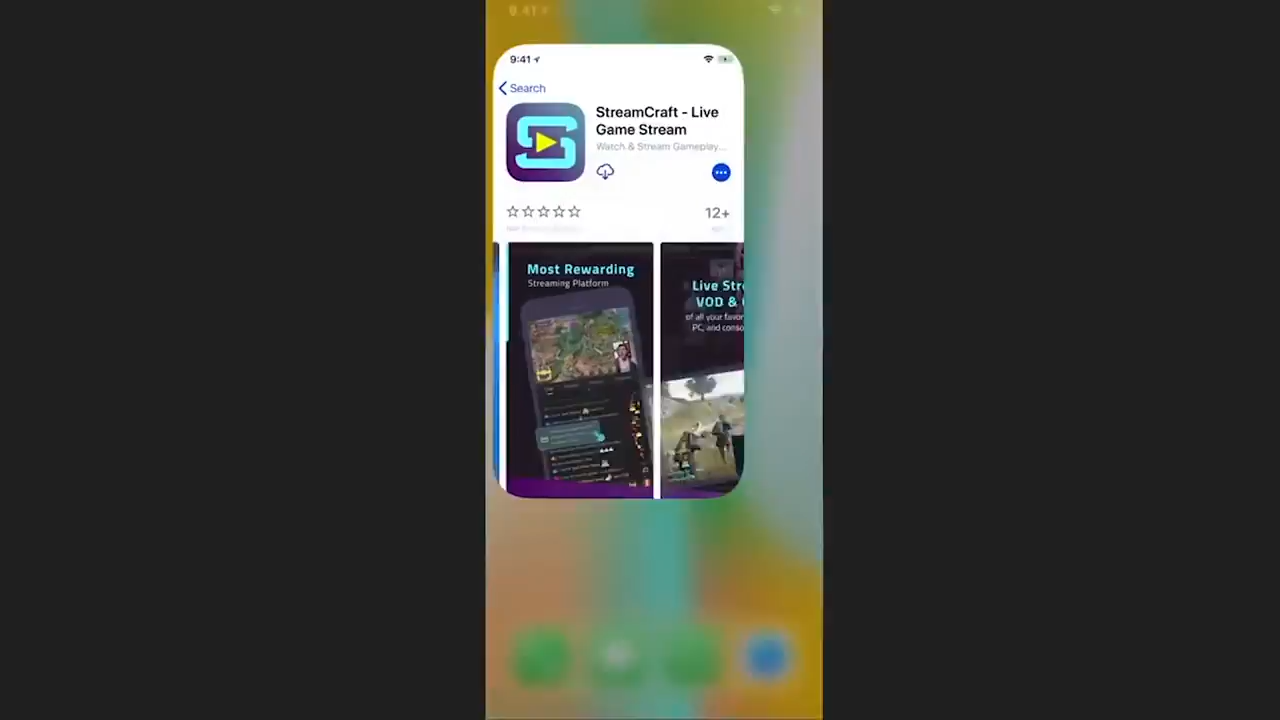 9:41
Search
StreamCraft - Live
Game Stream
Watch & Stream Gameplay...
12+
Most Rewarding
Streaming Platform
Live Str
VOD &
of all your favor
PC, and conso